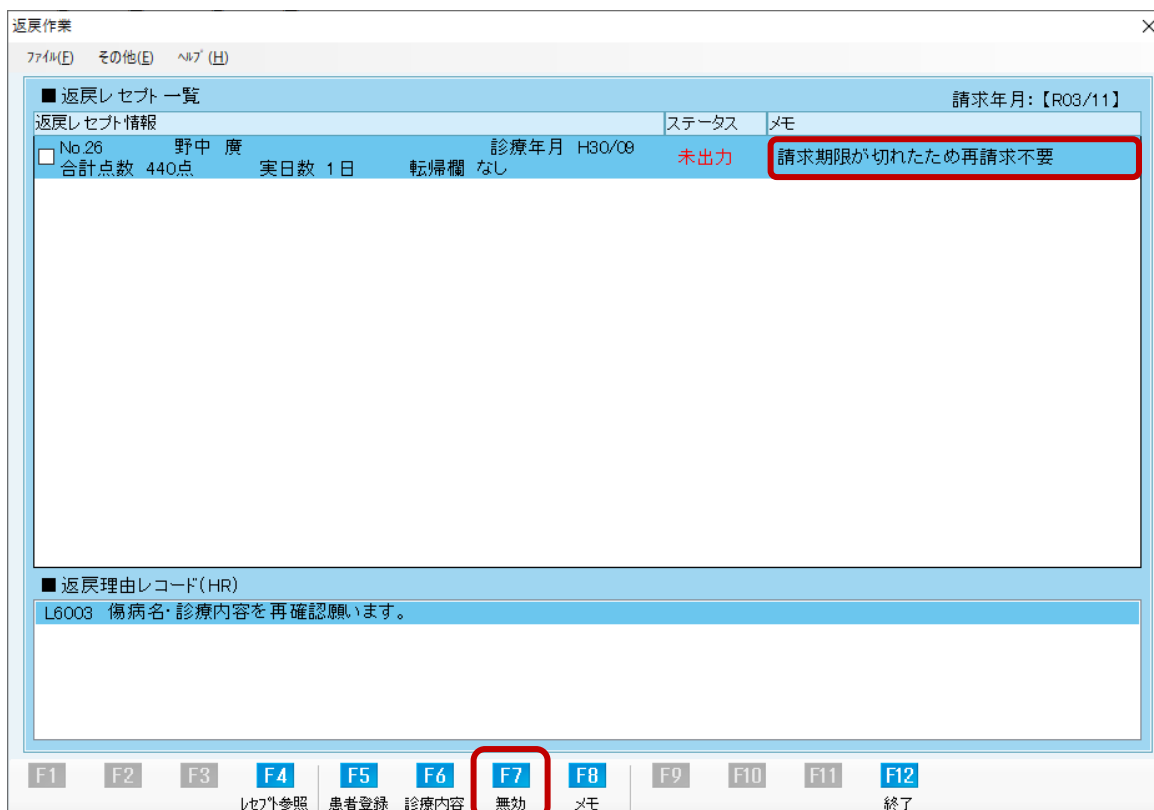 返戻作業
ﾌｧｲﾙ(F) その他(E) ﾍﾙﾌﾟ(H)
■返戻レセプト一覧 請求年月:【R03/11】
返戻レセプト情報 ステータス メモ
No.26 野中 廣 診療年月 H30/09 未出力 請求期限が切れたため再請求不要
合計点数 440点 実日数 1日 転帰欄 なし
■返戻理由レコード(HR)
L6003 傷病名・診療内容を再確認願います。
F1 F2 F3 F4 F5 F6 F7 F8 F9 F10 F11 F12
ﾚｾﾌﾟﾄ参照 患者登録 診療内容 無効 メモ 終了